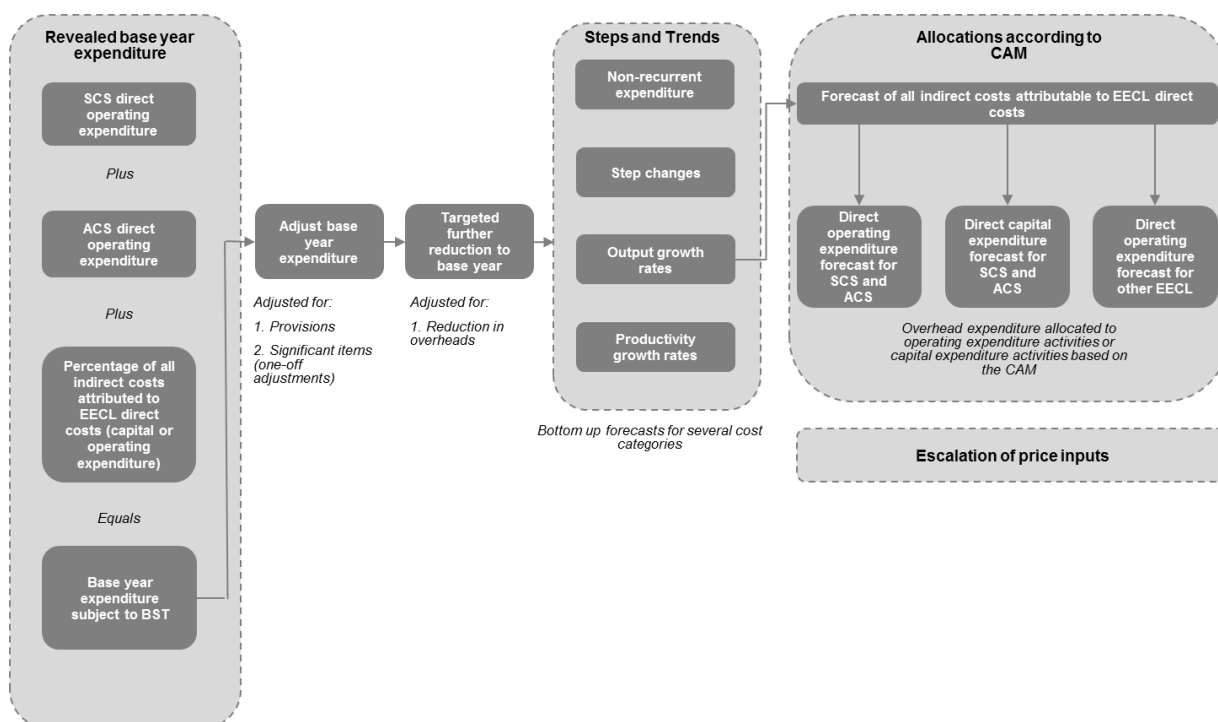 Revealed base year
expenditure
SCS direct
operating
expenditure
Plus
ACS direct
operating
expenditure
Plus
Percentage of all
indirect costs
attributed to
EECL direct
costs (capital or
operating
expenditure)
Equals
Base year
expenditure
subject to BST
Adjust base
year
expenditure
Adjusted for:
1. Provisions
2. Significant items
(one-off
adjustments)
Targeted
further
reduction to
base year
Adjusted for:
1. Reduction in
overheads
Steps and Trends
Non-recurrent
expenditure
Step changes
Output growth
rates
Productivity
growth rates
Bottom up forecasts for several cost
categories
Allocations according to
CAM
Forecast of all indirect costs attributable to EECL direct
costs
Direct
operating
expenditure
forecast for
SCS and
ACS
Direct capital
expenditure
forecast for
SCS and ACS
Direct
operating
expenditure
forecast for
other EECL
Overhead expenditure allocated to
operating expenditure activities or
capital expenditure activities based on
the CAM
Escalation of price inputs